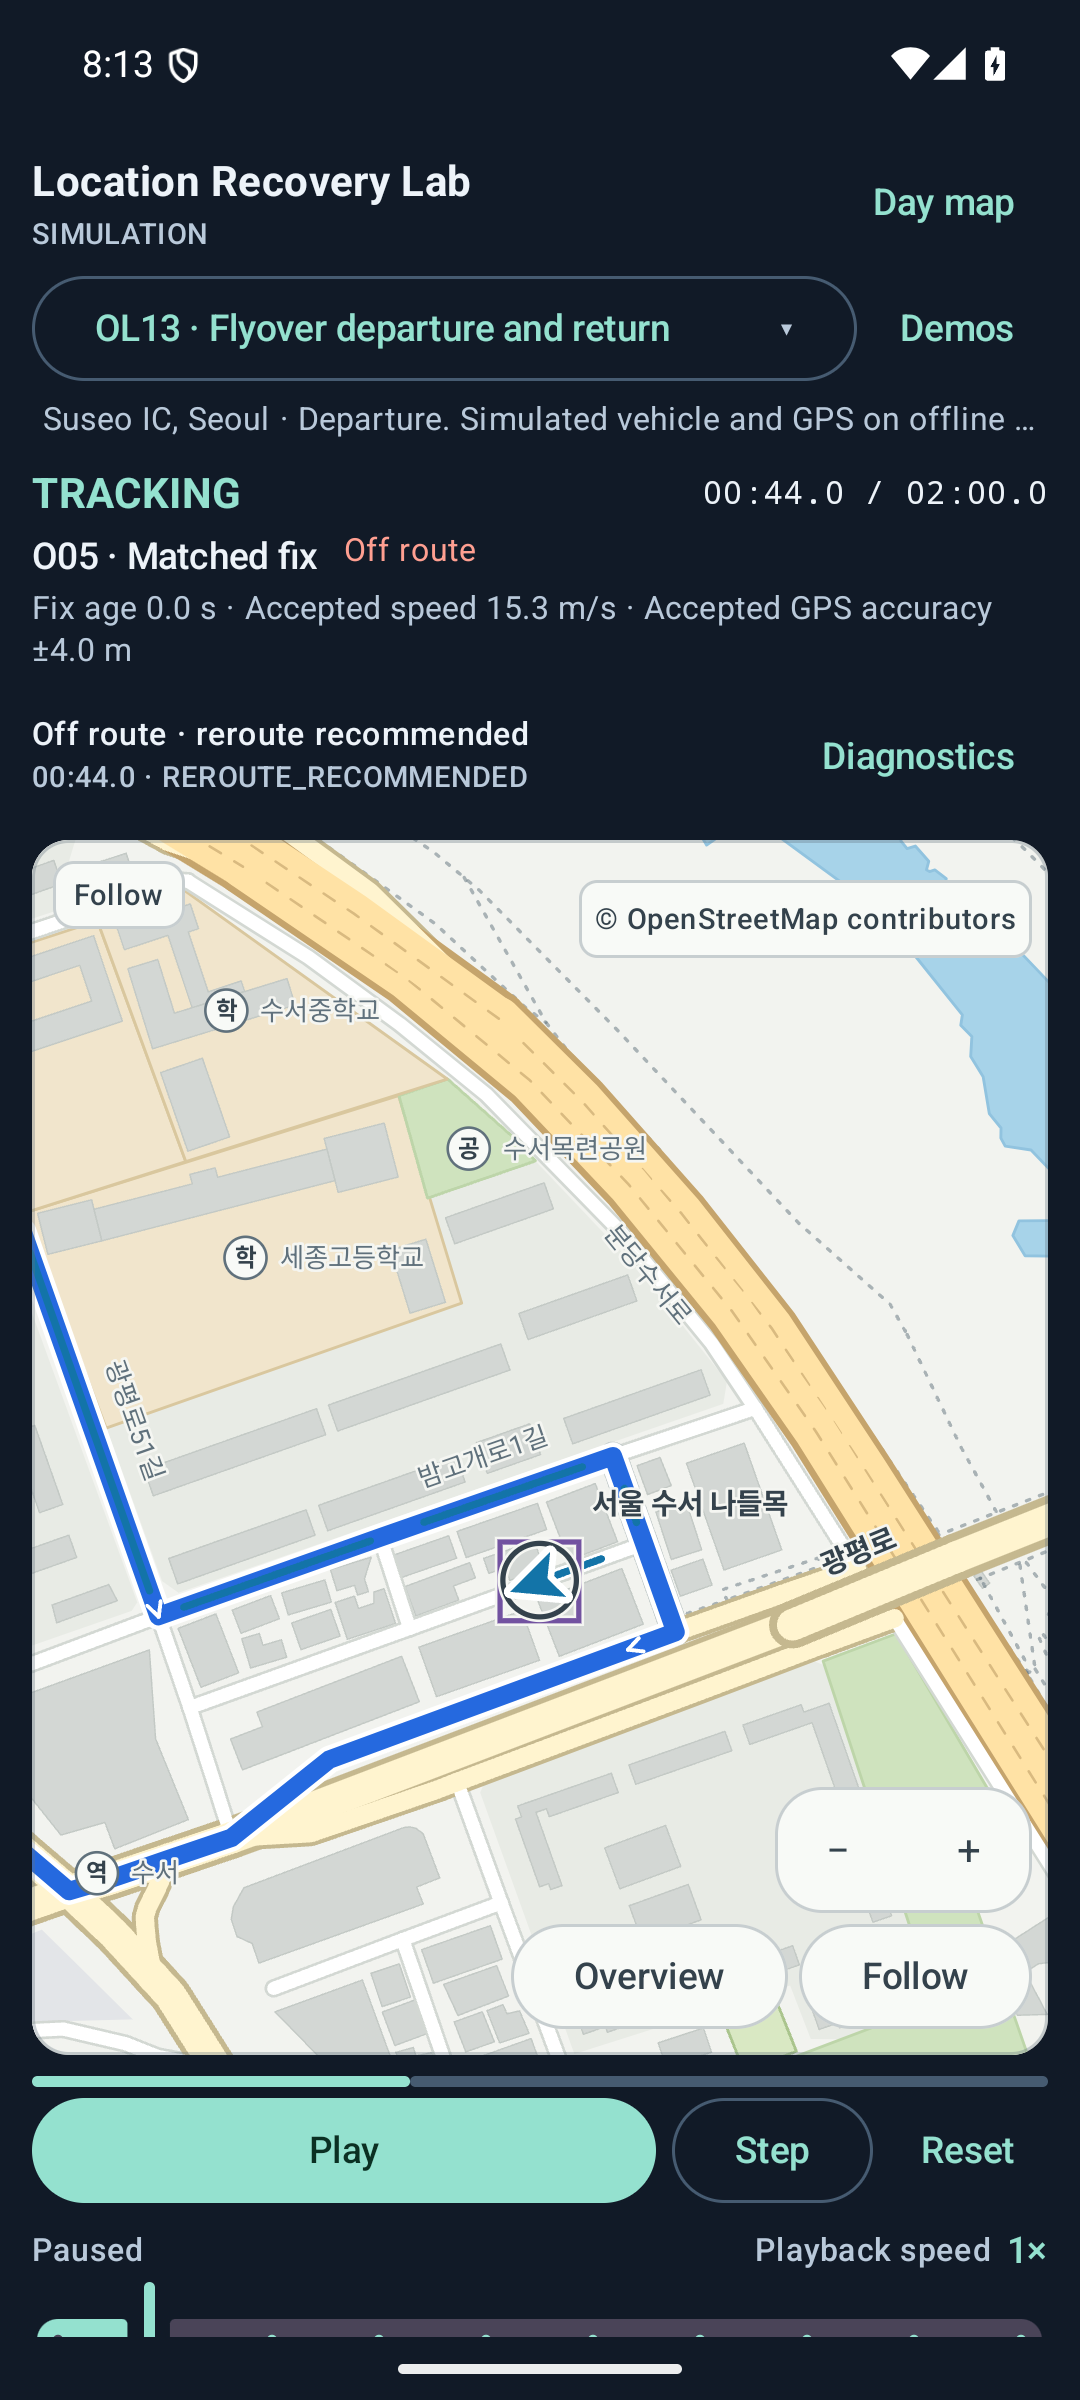 8:13
Location Recovery Lab
SIMULATION
Day map
OL13 · Flyover departure and return ▾
Demos
Suseo IC, Seoul · Departure. Simulated vehicle and GPS on offline …
TRACKING
00:44.0 / 02:00.0
O05 · Matched fix Off route
Fix age 0.0 s · Accepted speed 15.3 m/s · Accepted GPS accuracy
±4.0 m
Off route · reroute recommended
00:44.0 · REROUTE_RECOMMENDED
Diagnostics
Follow
© OpenStreetMap contributors
학 수서중학교
공 수서목련공원
학 세종고등학교
분당수서로
광평로51길
밤고개로1길
서울 수서 나들목
광평로
역 수서
− +
Overview
Follow
Play
Step
Reset
Paused
Playback speed 1×